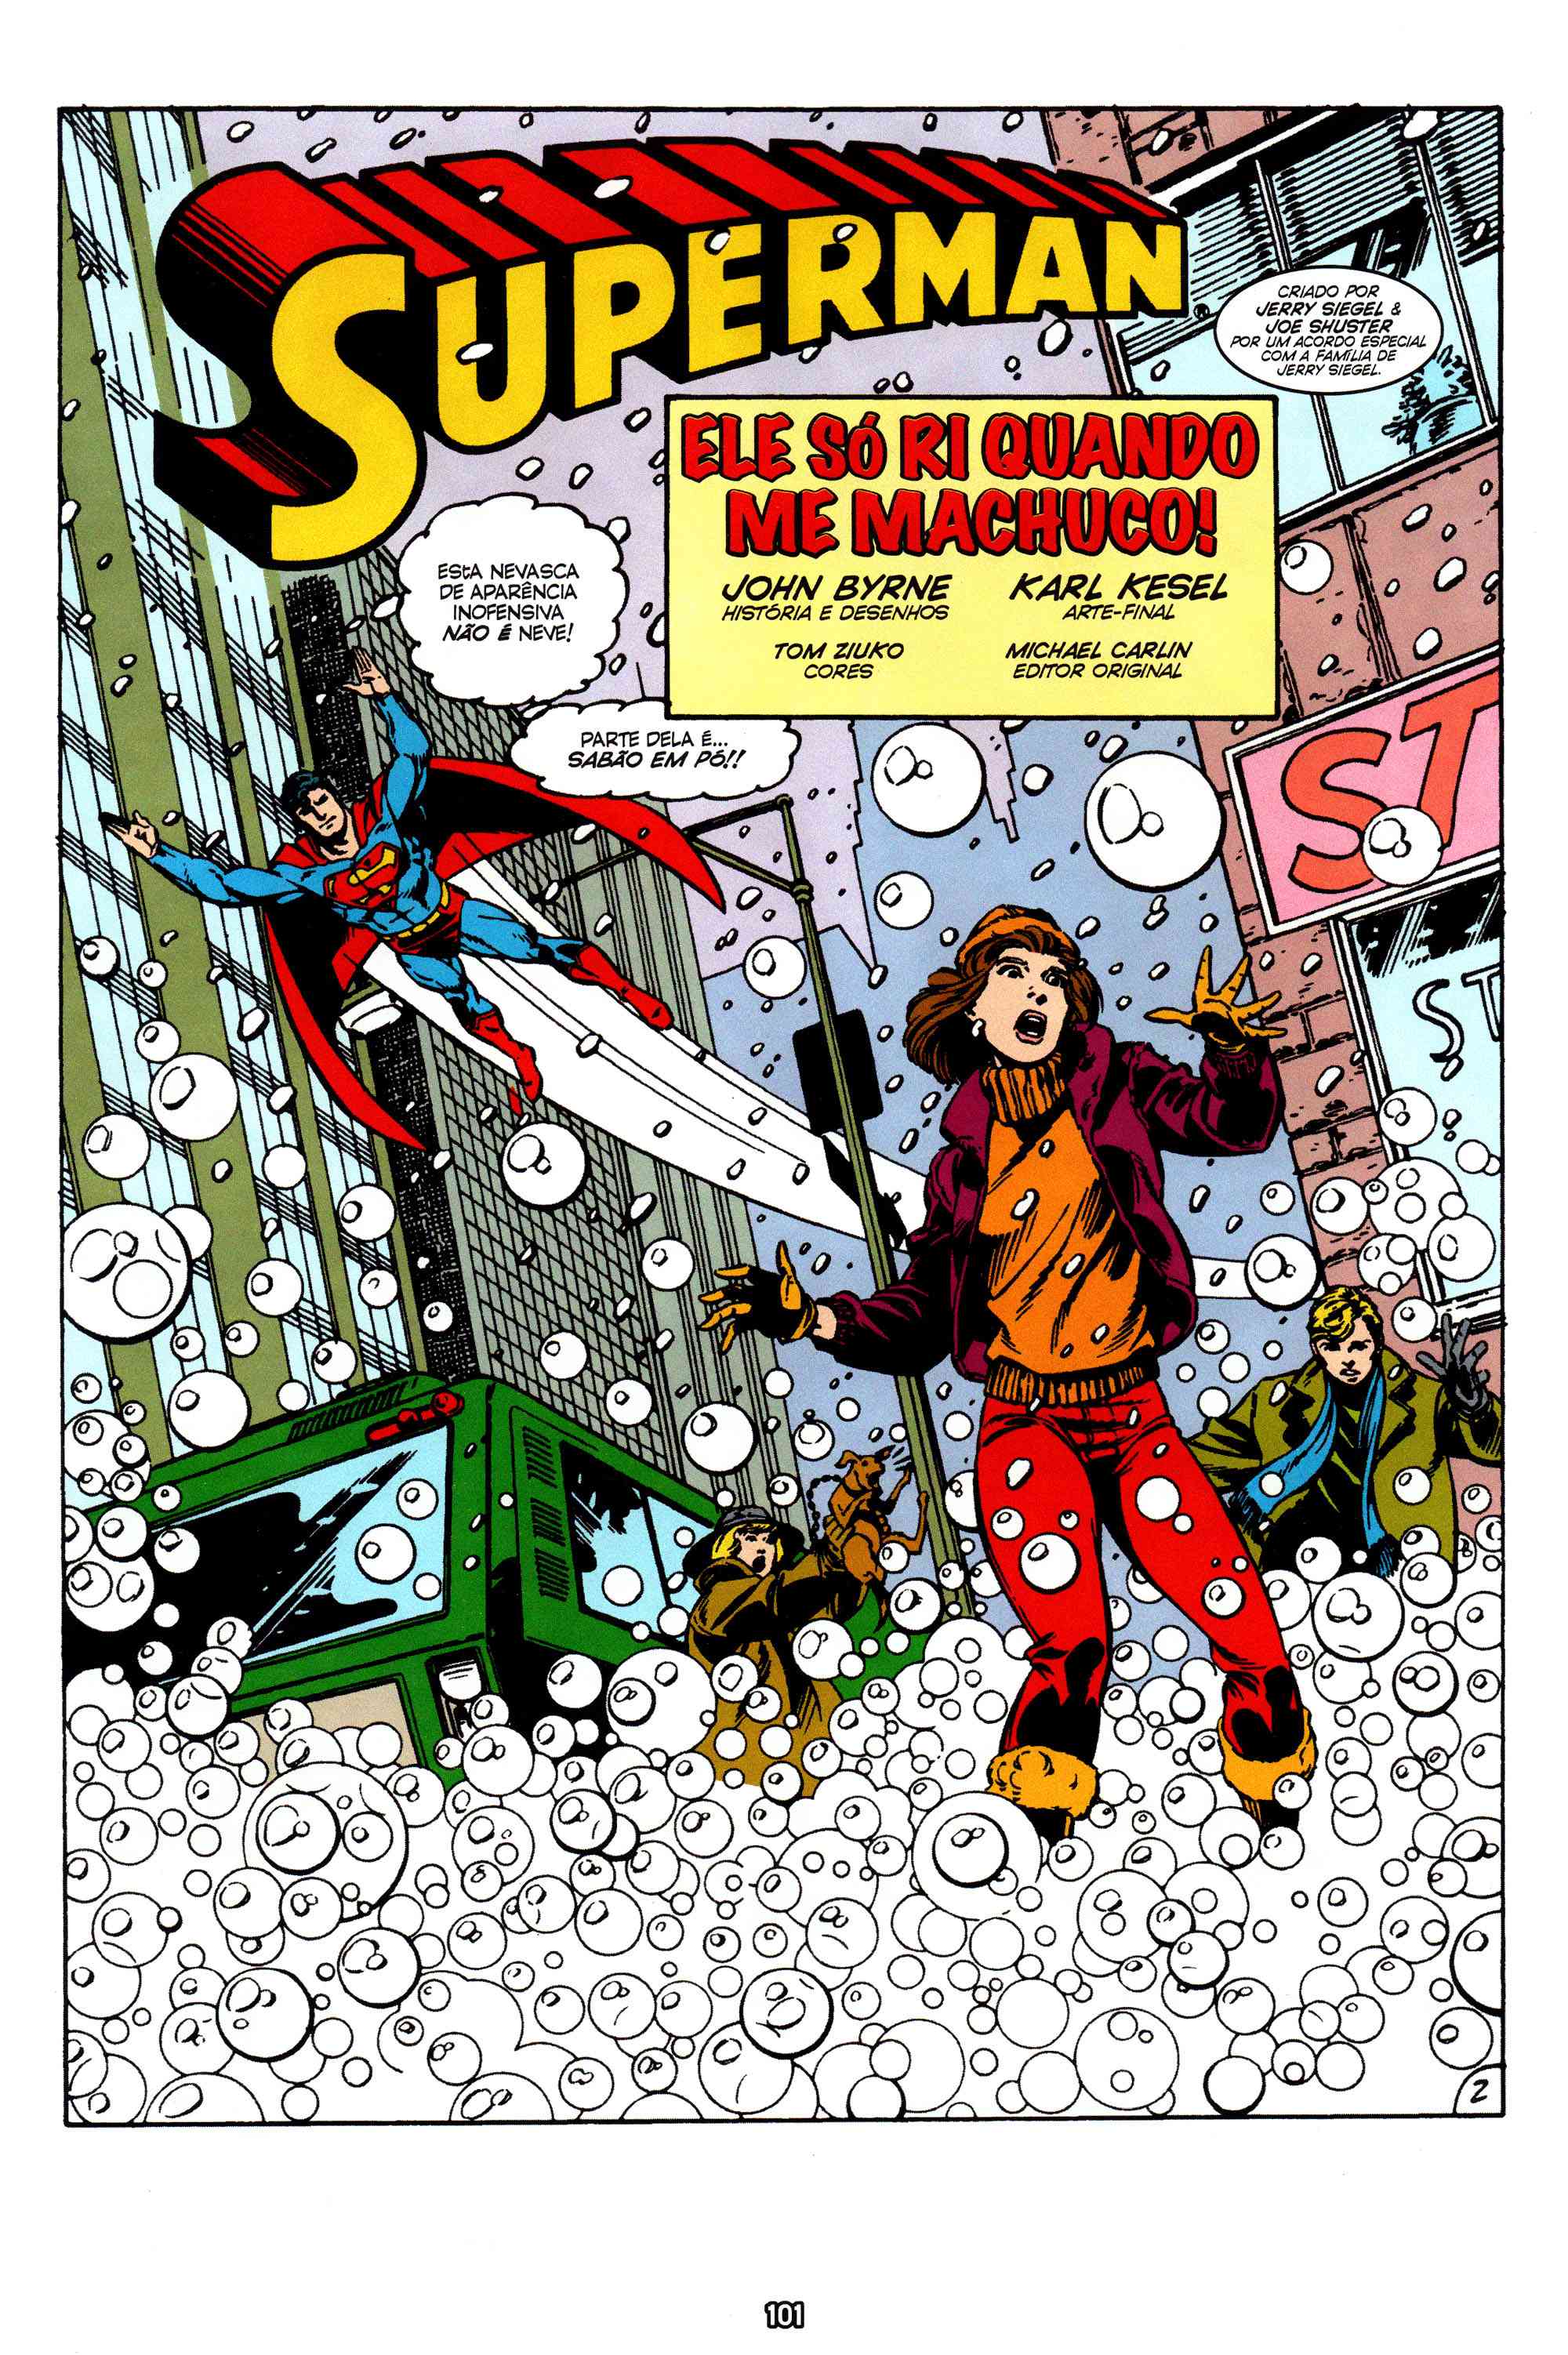 SUPERMAN®
CRIADO POR
JERRY SIEGEL &
JOE SHUSTER
POR UM ACORDO ESPECIAL
COM A FAMÍLIA DE
JERRY SIEGEL.
ELE SÓ RI QUANDO
ME MACHUCO!
JOHN BYRNE
HISTÓRIA E DESENHOS
KARL KESEL
ARTE-FINAL
TOM ZIUKO
CORES
MICHAEL CARLIN
EDITOR ORIGINAL
EStA NEVASCA
DE APARÊNCIA
INOFENSIVA
NÃO É NEVE!
PARTE DELA É...
SABÃO EM PÓ!!
ST
ST
2
101